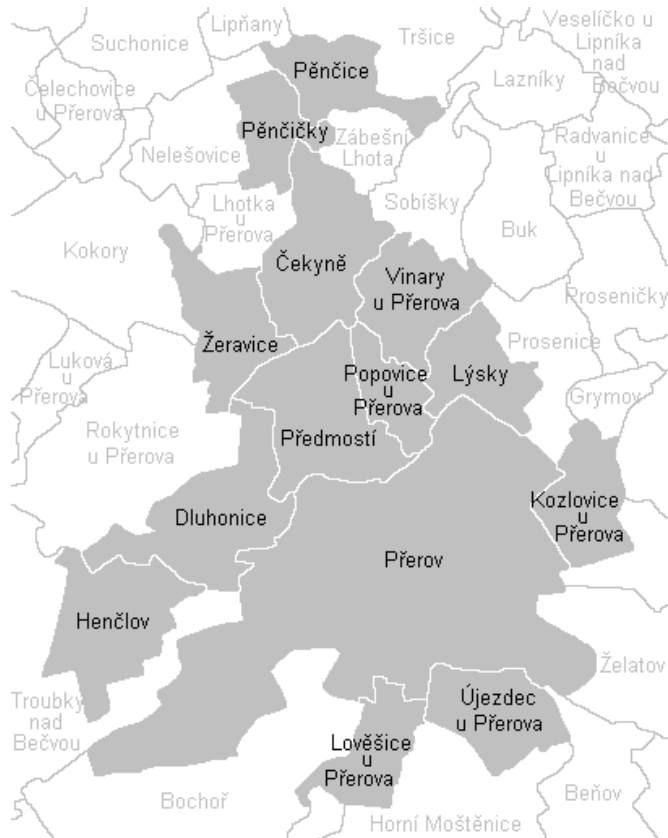 Lipňany
Veselíčko u
Lipníka
nad
Bečvou
Suchonice
Tršice
Pěnčice
Lazníky
Čelechovice
u Přerova
Pěnčičky
Zábešní
Lhota
Radvanice
u
Lipníka nad
Bečvou
Nelešovice
Lhotka
u
Přerova
Sobíšky
Buk
Kokory
Čekyně
Vinary
u Přerova
Proseničky
Žeravice
Prosenice
Luková
u
Přerova
Popovice
u
Přerova
Lýsky
Grymov
Rokytnice
u Přerova
Předmostí
Kozlovice
u
Přerova
Dluhonice
Přerov
Henčlov
Želatov
Troubky
nad
Bečvou
Újezdec
u Přerova
Lověšice
u
Přerova
Bochoř
Beňov
Horní Moštěnice